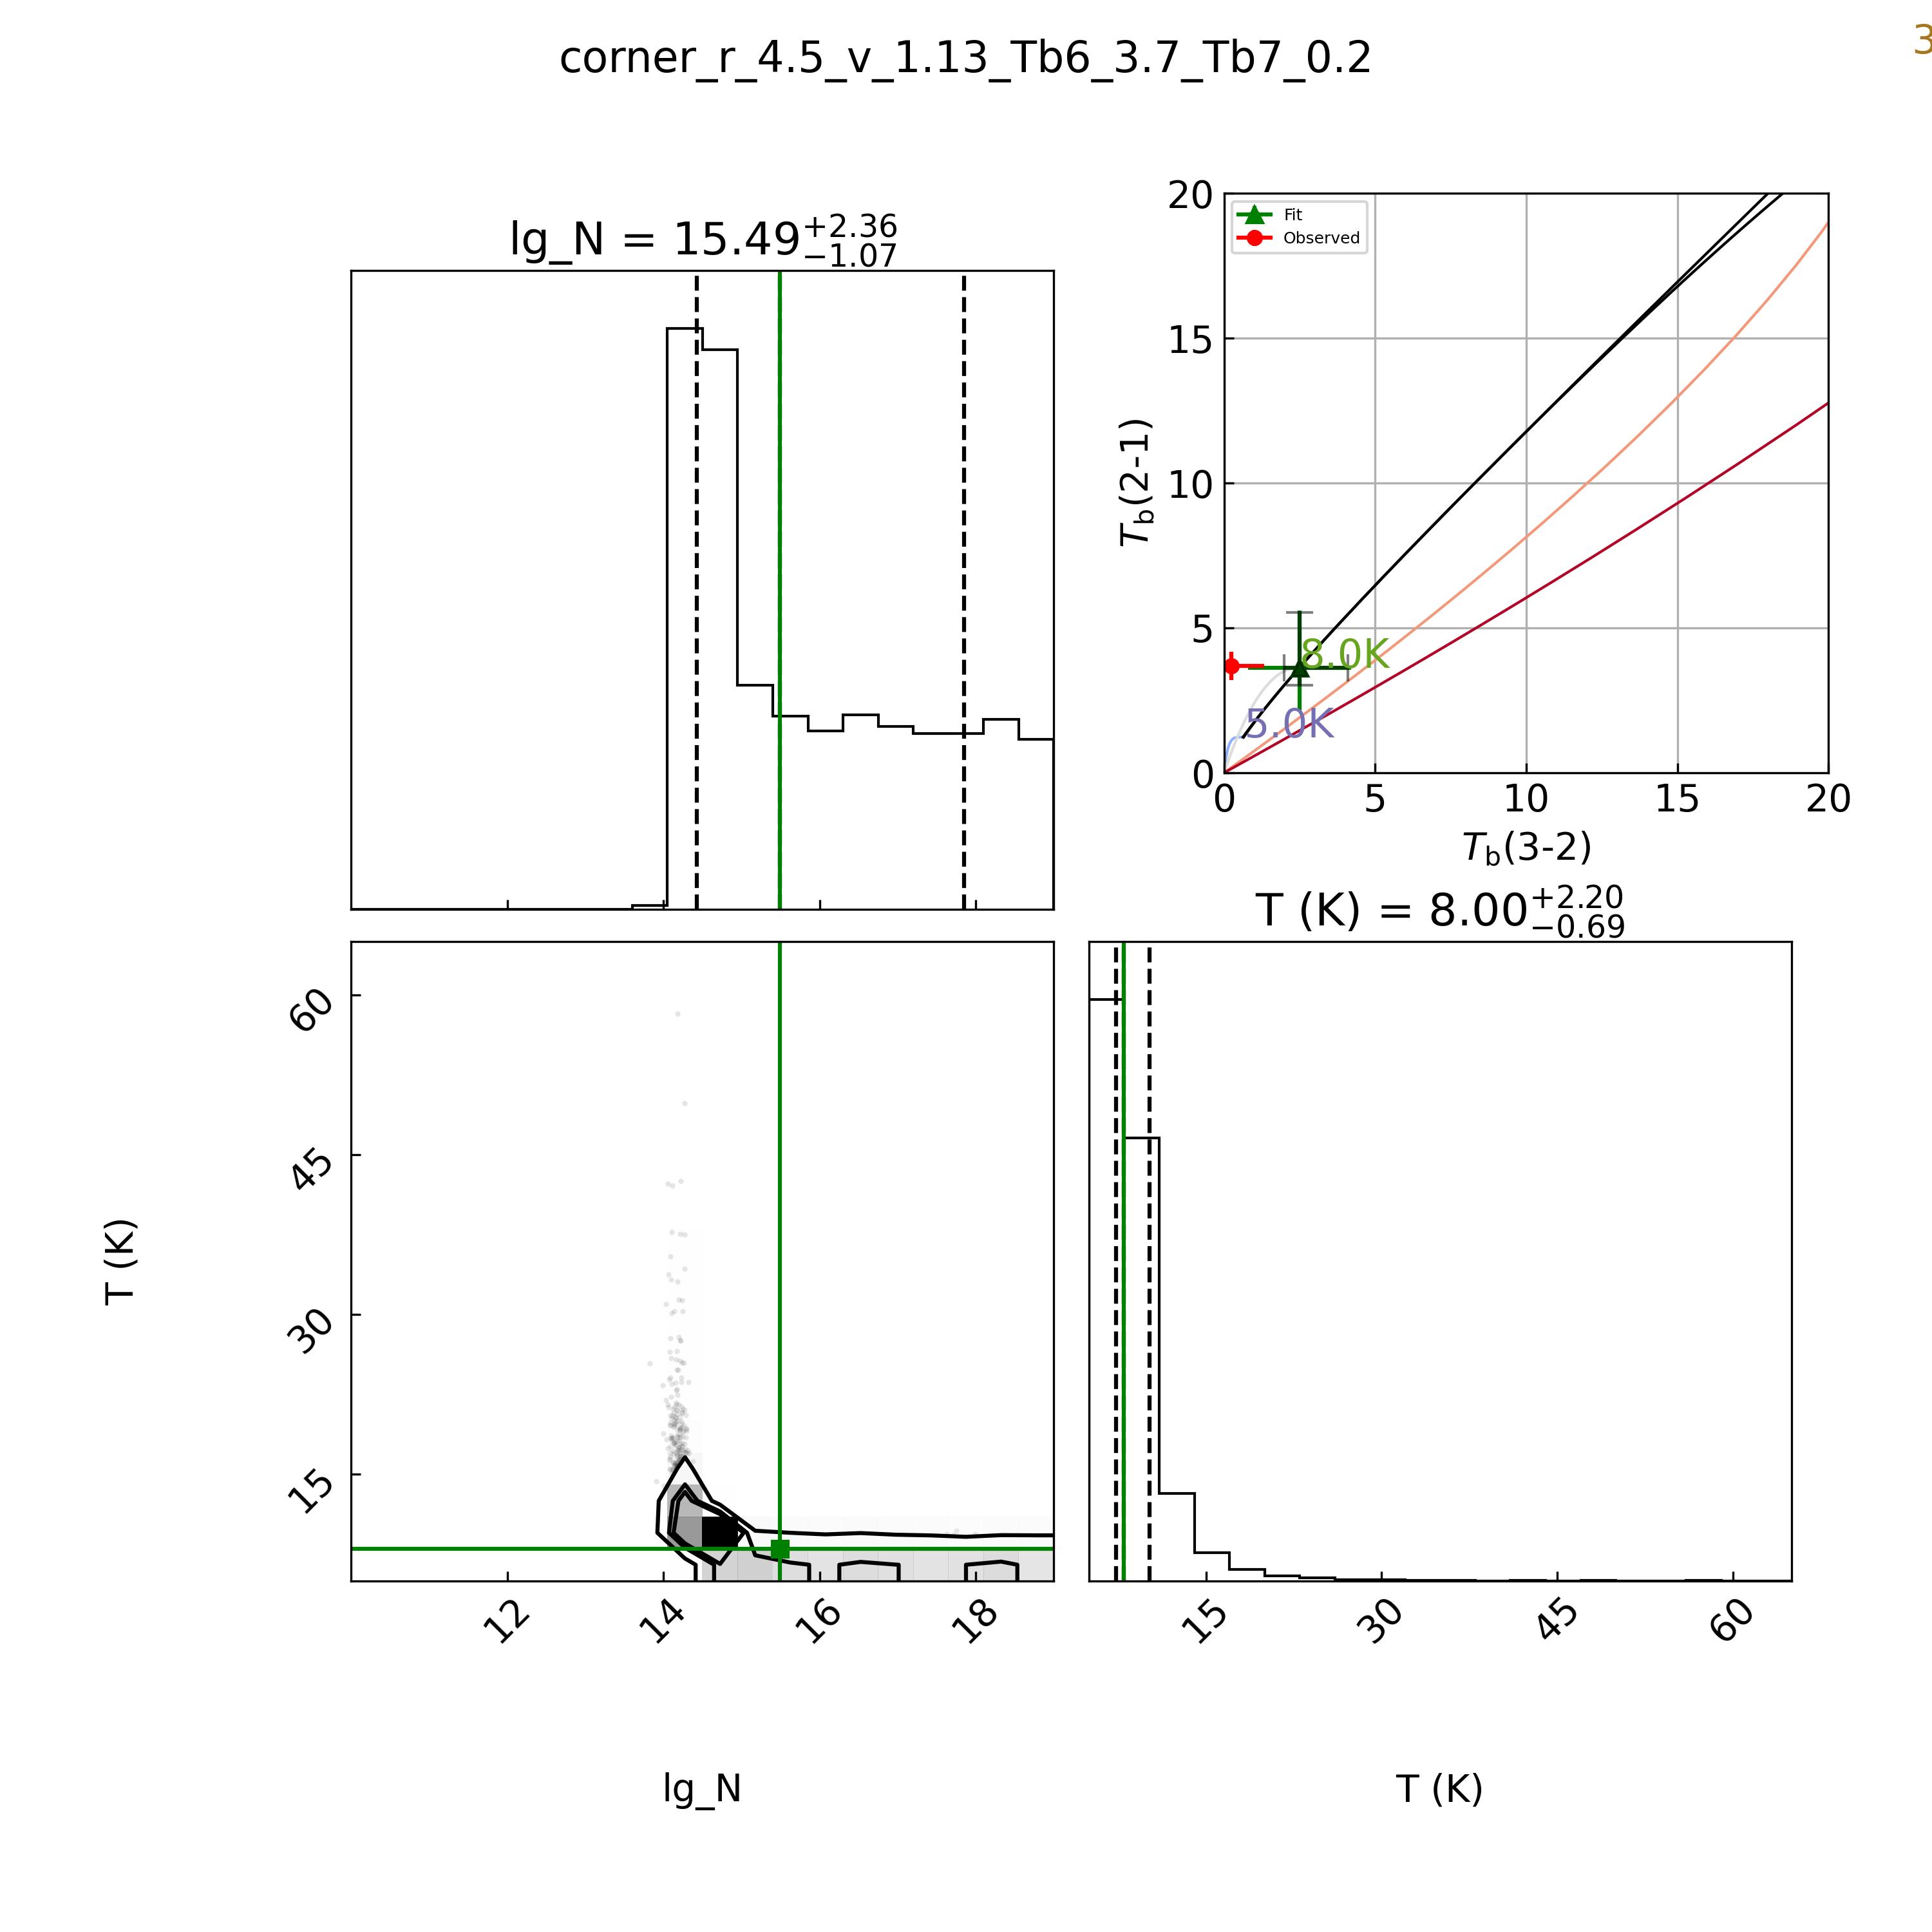 corner_r_4.5_v_1.13_Tb6_3.7_Tb7_0.2
3
lg_N = 15.49+2.36−1.07
Fit
Observed
20
15
10
5
0
Tb(2-1)
8.0K
5.0K
0 5 10 15 20
Tb(3-2)
T (K) = 8.00+2.20−0.69
60
45
30
15
T (K)
12 14 16 18
15 30 45 60
lg_N
T (K)